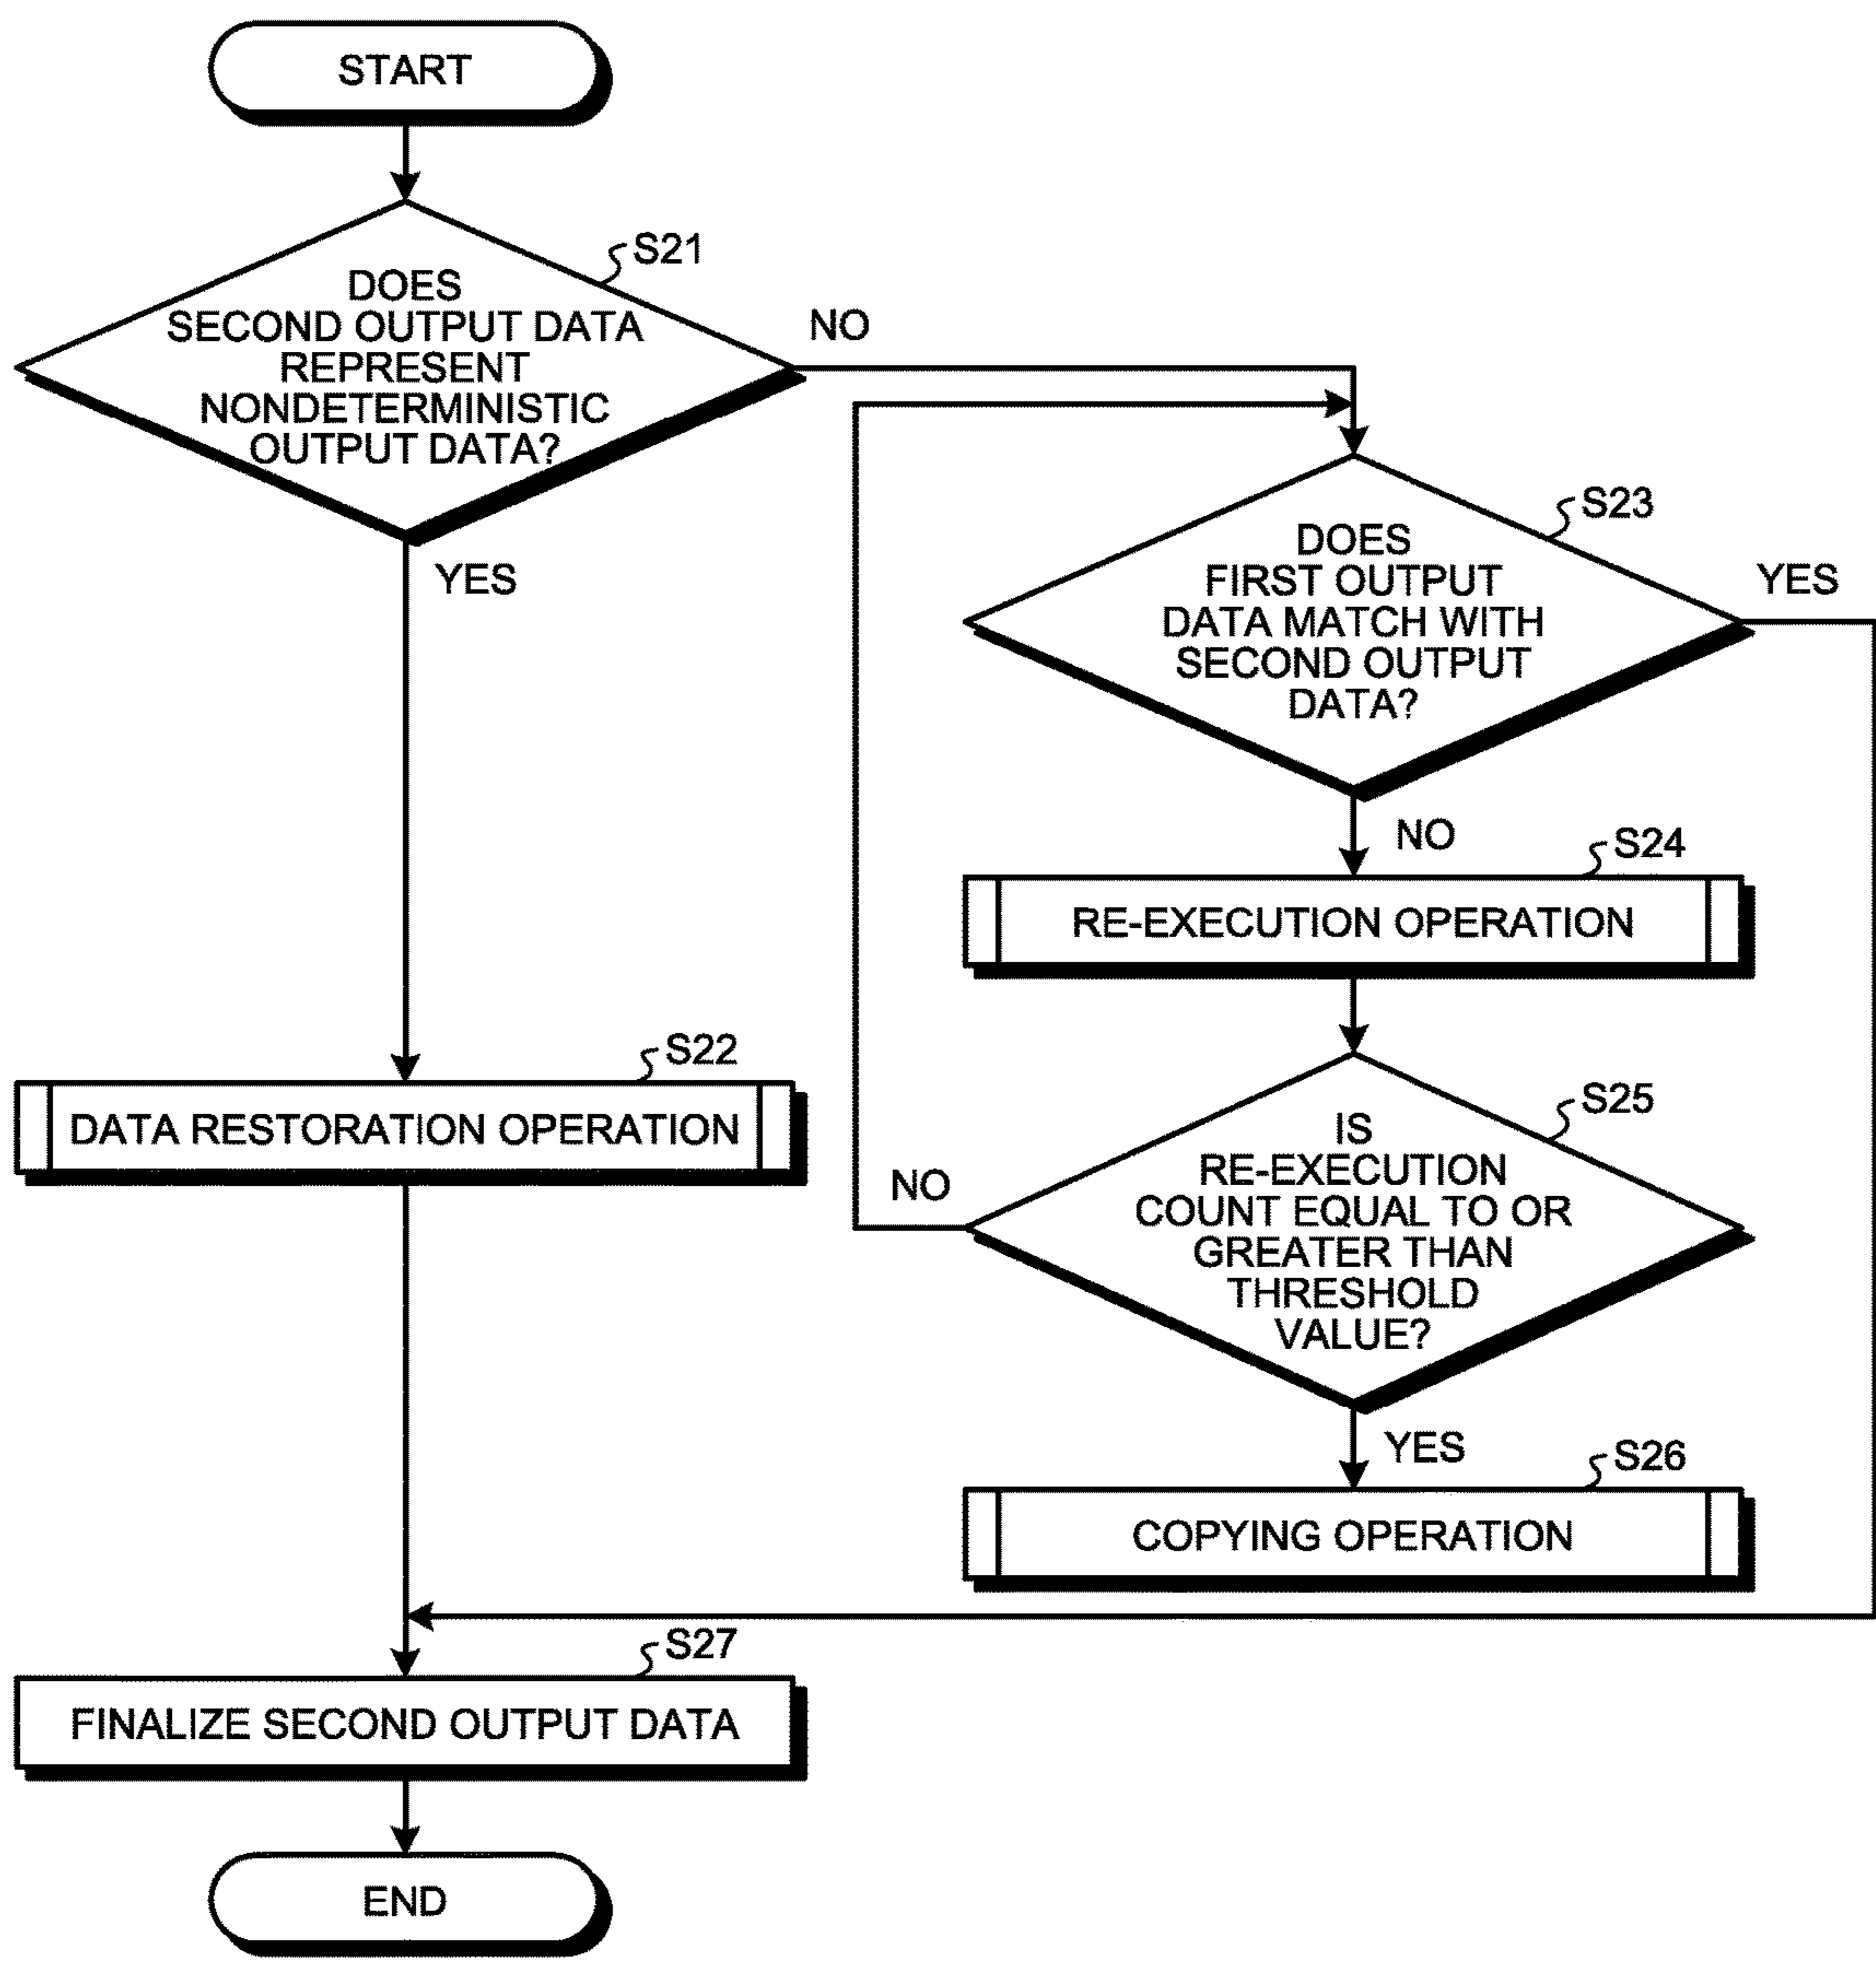 START
S21
DOES
SECOND OUTPUT DATA
REPRESENT
NONDETERMINISTIC
OUTPUT DATA?
NO
YES
S23
DOES
FIRST OUTPUT
DATA MATCH WITH
SECOND OUTPUT
DATA?
YES
NO
S24
RE-EXECUTION OPERATION
S22
DATA RESTORATION OPERATION
S25
IS
RE-EXECUTION
COUNT EQUAL TO OR
GREATER THAN
THRESHOLD
VALUE?
NO
YES
S26
COPYING OPERATION
S27
FINALIZE SECOND OUTPUT DATA
END